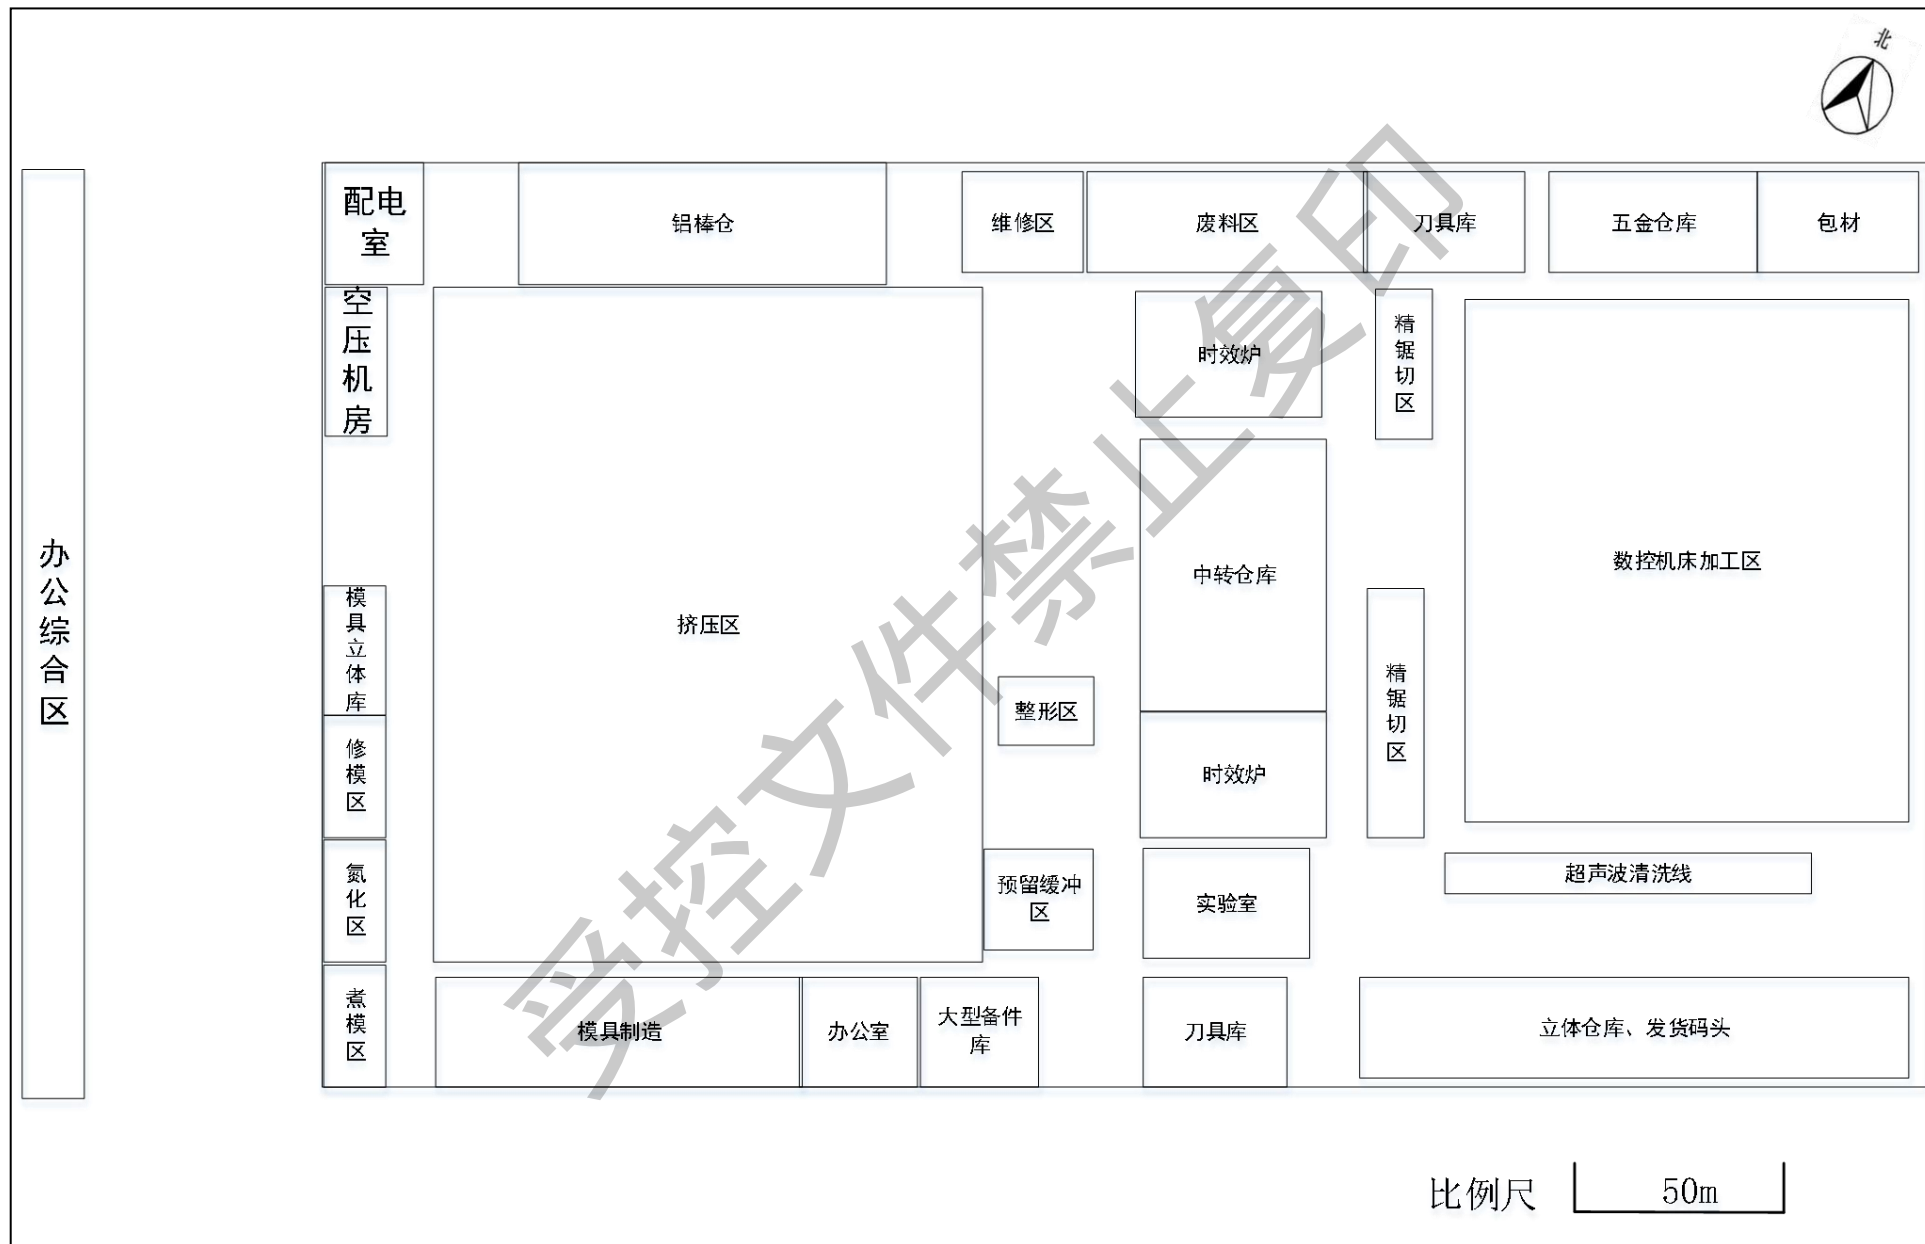 北
配电
室
铝棒仓
维修区
废料区
刀具库
五金仓库
包材
空
压
机
房
时效炉
精
锯
切
区
办
公
综
合
区
模
具
立
体
库
挤压区
中转仓库
数控机床加工区
整形区
精
锯
切
区
修
模
区
时效炉
氮
化
区
预留缓冲
区
实验室
超声波清洗线
煮
模
区
模具制造
办公室
大型备件
库
刀具库
立体仓库、发货码头
比例尺
50m
受控文件禁止复印